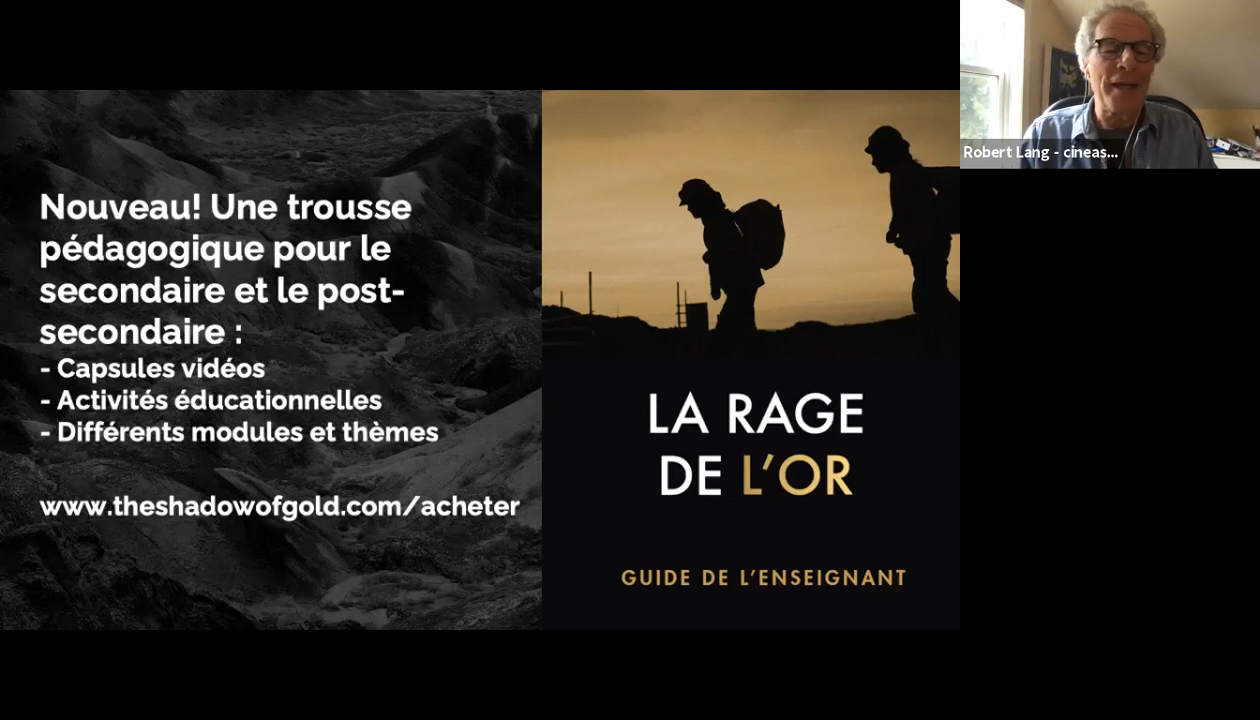 Nouveau! Une trousse
pédagogique pour le
secondaire et le post-
secondaire :
- Capsules vidéos
- Activités éducationnelles
- Différents modules et thèmes
www.theshadowofgold.com/acheter
LA RAGE
DE L’OR
GUIDE DE L’ENSEIGNANT
Robert Lang - cineas...